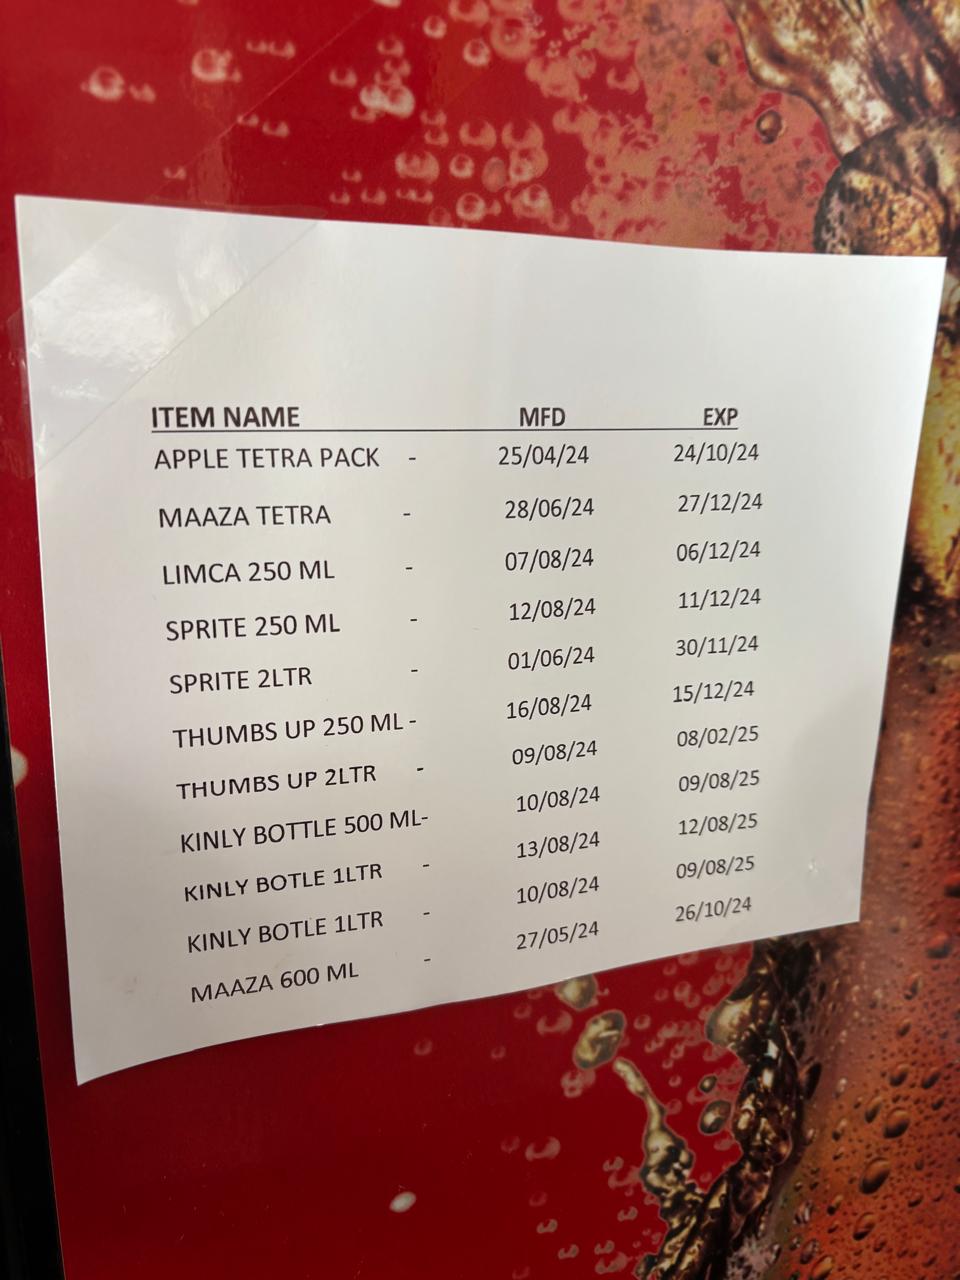 ITEM NAME MFD EXP
APPLE TETRA PACK - 25/04/24 24/10/24
MAAZA TETRA - 28/06/24 27/12/24
LIMCA 250 ML - 07/08/24 06/12/24
SPRITE 250 ML - 12/08/24 11/12/24
SPRITE 2LTR - 01/06/24 30/11/24
THUMBS UP 250 ML - 16/08/24 15/12/24
THUMBS UP 2LTR - 09/08/24 08/02/25
KINLY BOTTLE 500 ML- 10/08/24 09/08/25
KINLY BOTLE 1LTR - 13/08/24 12/08/25
KINLY BOTLE 1LTR - 10/08/24 09/08/25
MAAZA 600 ML - 27/05/24 26/10/24